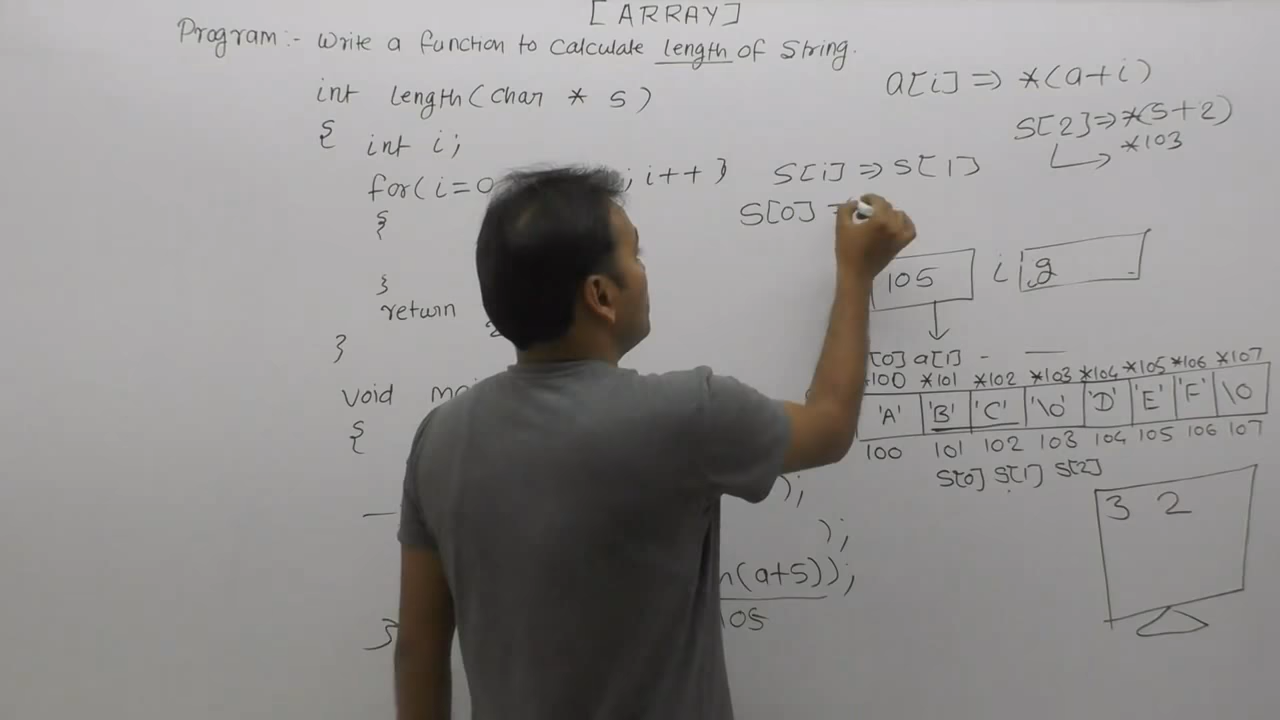 [ARRAY]
Program:- Write a function to calculate length of string.
int length(char * s)
{
int i;
for(i=0 ; i++)
{
}
return
}
void
{
);
);
(a+5));
105
}
a[i] => *(a+i)
s[2] => *(s+2)
*103
s[i] => s[1]
s[0]
105 i
[0] a[1] - —
*100 *101 *102 *103 *104 *105 *106 *107
'A' 'B' 'C' '\0' 'D' 'E' 'F' \0
100 101 102 103 104 105 106 107
s[0] s[1] s[2]
3 2